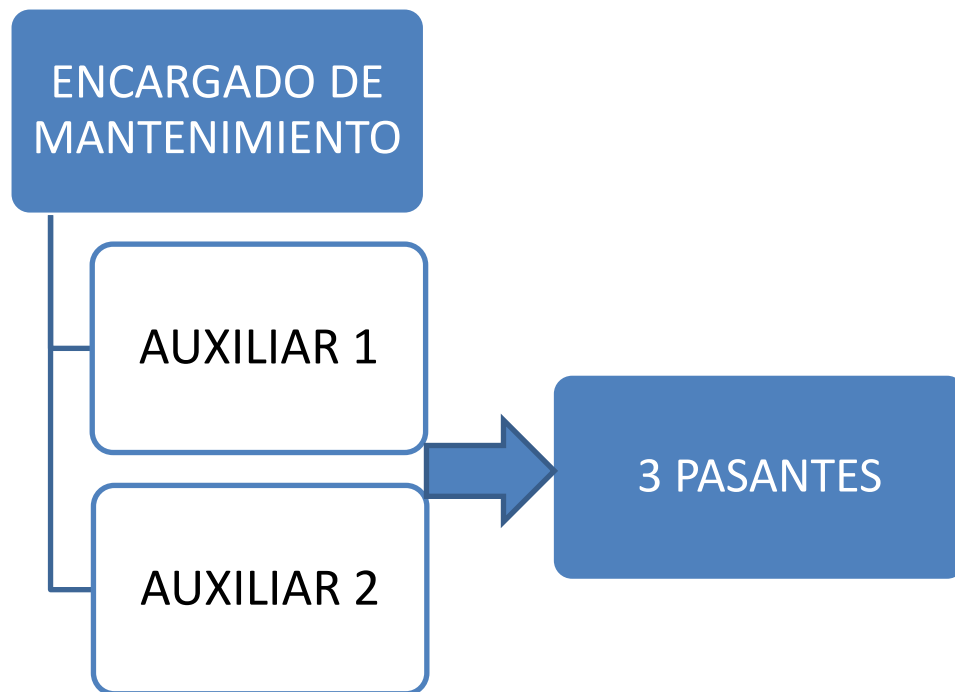 ENCARGADO DE
MANTENIMIENTO
AUXILIAR 1
3 PASANTES
AUXILIAR 2